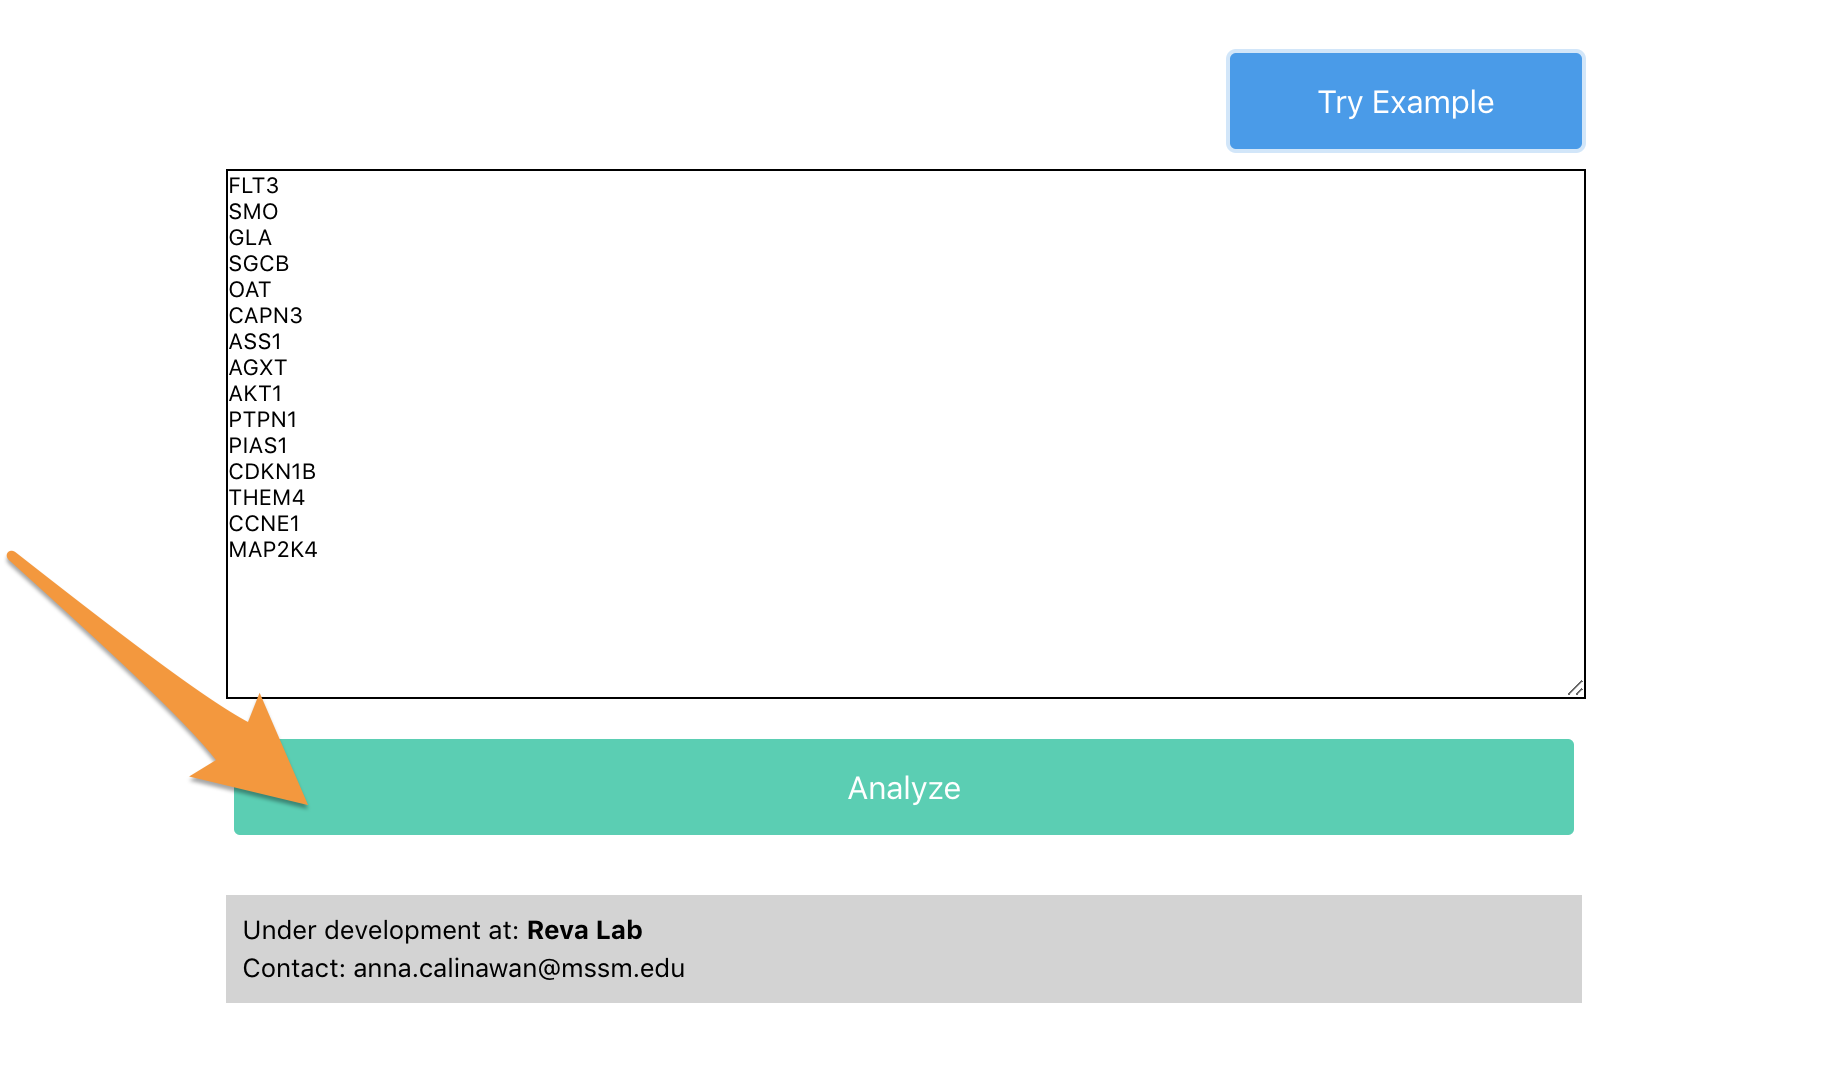 Try Example
FLT3
SMO
GLA
SGCB
OAT
CAPN3
ASS1
AGXT
AKT1
PTPN1
PIAS1
CDKN1B
THEM4
CCNE1
MAP2K4
Analyze
Under development at: Reva Lab
Contact: anna.calinawan@mssm.edu